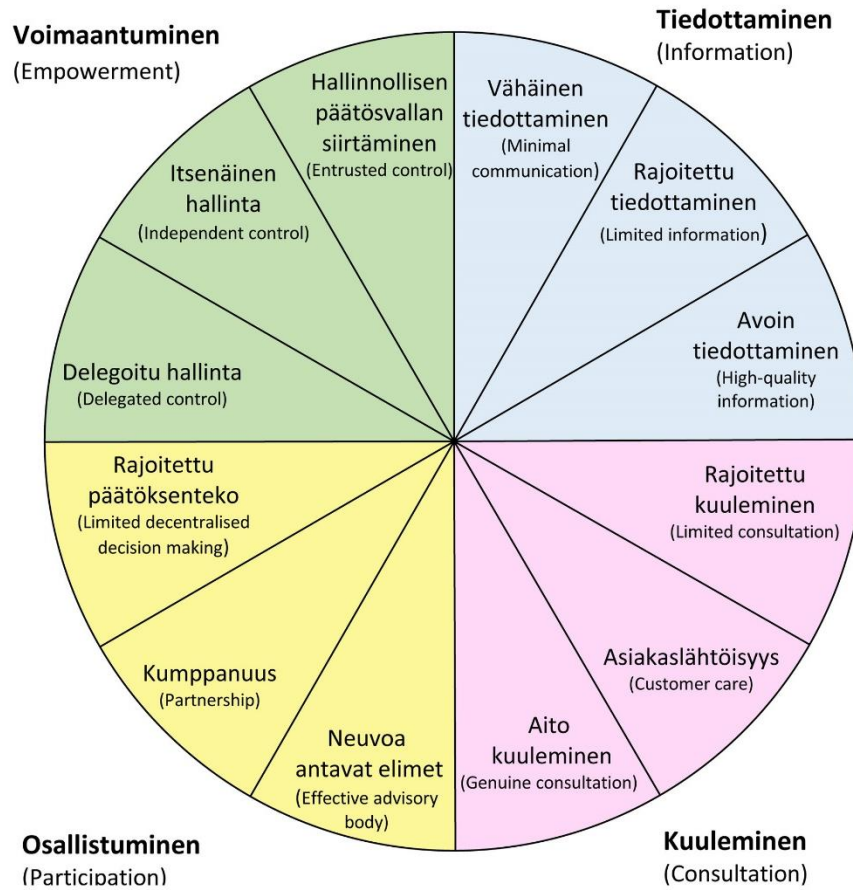 Voimaantuminen
(Empowerment)
Tiedottaminen
(Information)
Vähäinen
tiedottaminen
(Minimal
communication)
Rajoitettu
tiedottaminen
(Limited information)
Avoin
tiedottaminen
(High-quality
information)
Rajoitettu
kuuleminen
(Limited consultation)
Asiakaslähtöisyys
(Customer care)
Aito
kuuleminen
(Genuine consultation)
Neuvoa
antavat elimet
(Effective advisory
body)
Kumppanuus
(Partnership)
Rajoitettu
päätöksenteko
(Limited decentralised
decision making)
Delegoitu hallinta
(Delegated control)
Itsenäinen
hallinta
(Independent control)
Hallinnollisen
päätösvallan
siirtäminen
(Entrusted control)
Osallistuminen
(Participation)
Kuuleminen
(Consultation)